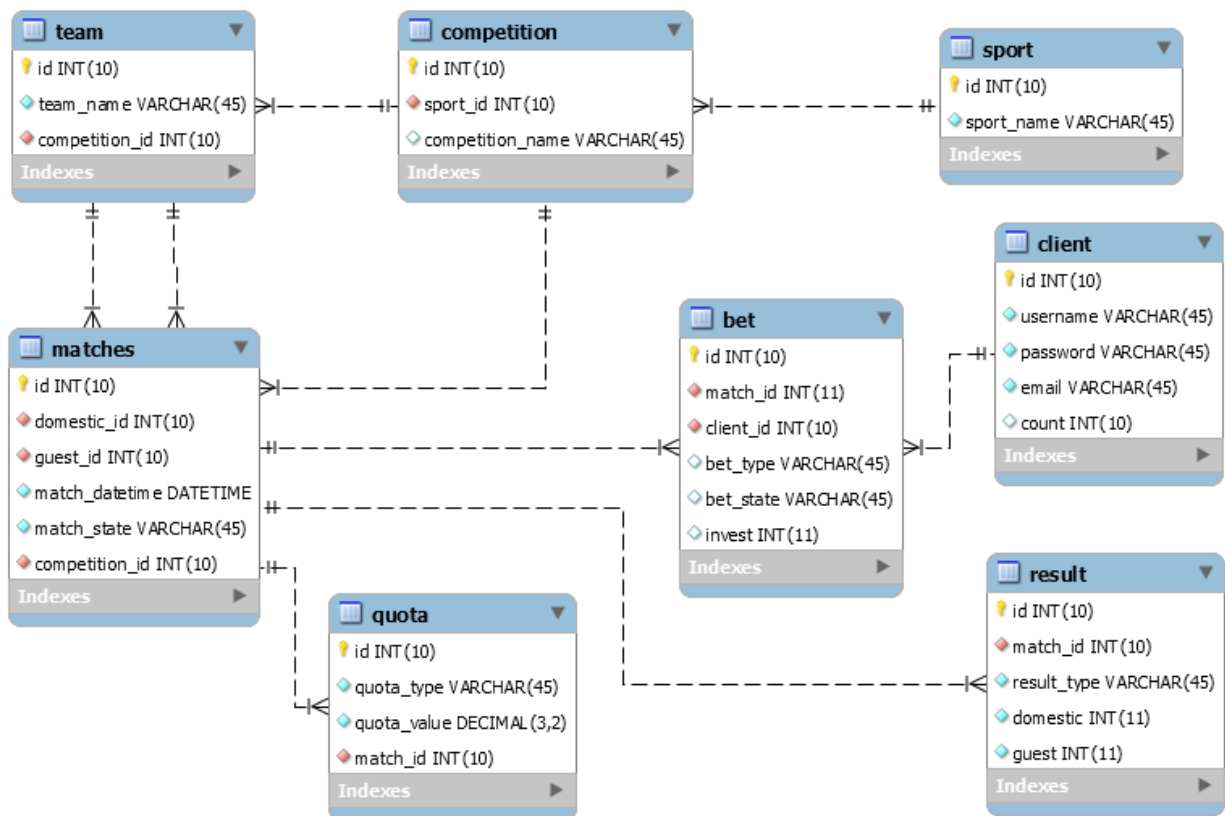 team
id INT(10)
team_name VARCHAR(45)
competition_id INT(10)
Indexes
competition
id INT(10)
sport_id INT(10)
competition_name VARCHAR(45)
Indexes
sport
id INT(10)
sport_name VARCHAR(45)
Indexes
client
id INT(10)
username VARCHAR(45)
password VARCHAR(45)
email VARCHAR(45)
count INT(10)
Indexes
matches
id INT(10)
domestic_id INT(10)
guest_id INT(10)
match_datetime DATETIME
match_state VARCHAR(45)
competition_id INT(10)
Indexes
bet
id INT(10)
match_id INT(11)
client_id INT(10)
bet_type VARCHAR(45)
bet_state VARCHAR(45)
invest INT(11)
Indexes
quota
id INT(10)
quota_type VARCHAR(45)
quota_value DECIMAL(3,2)
match_id INT(10)
Indexes
result
id INT(10)
match_id INT(10)
result_type VARCHAR(45)
domestic INT(11)
guest INT(11)
Indexes